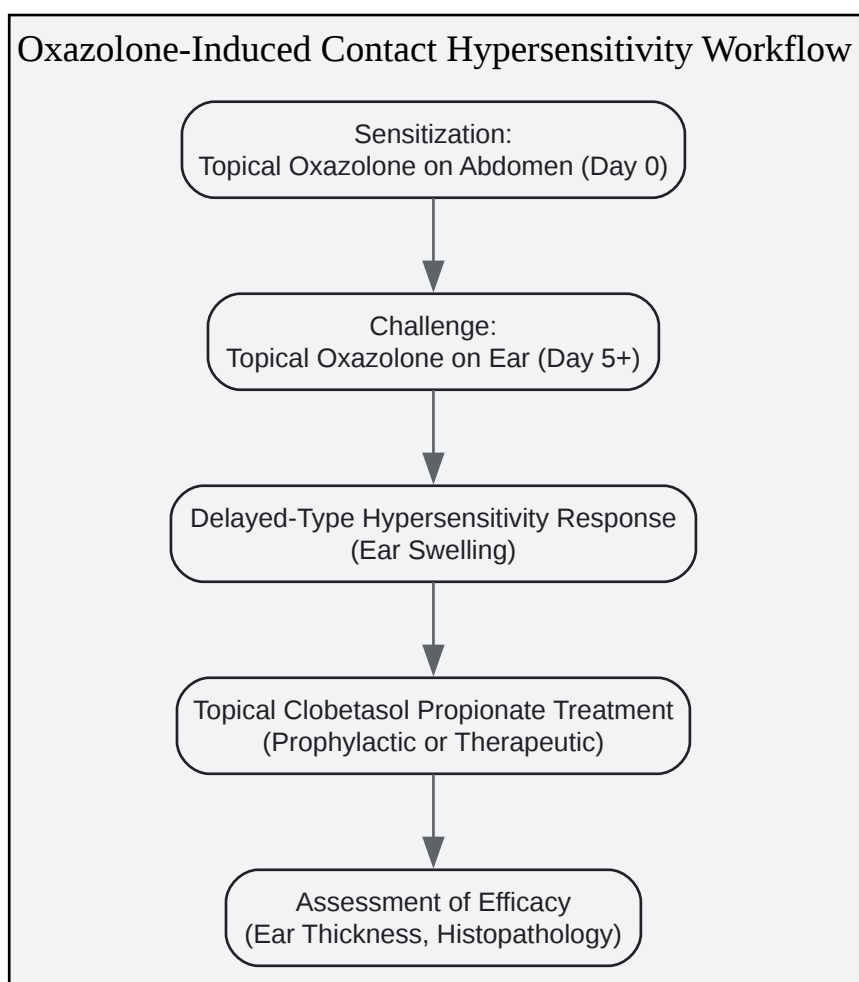 Oxazolone-Induced Contact Hypersensitivity Workflow
Sensitization:
Topical Oxazolone on Abdomen (Day 0)
Challenge:
Topical Oxazolone on Ear (Day 5+)
Delayed-Type Hypersensitivity Response
(Ear Swelling)
Topical Clobetasol Propionate Treatment
(Prophylactic or Therapeutic)
Assessment of Efficacy
(Ear Thickness, Histopathology)